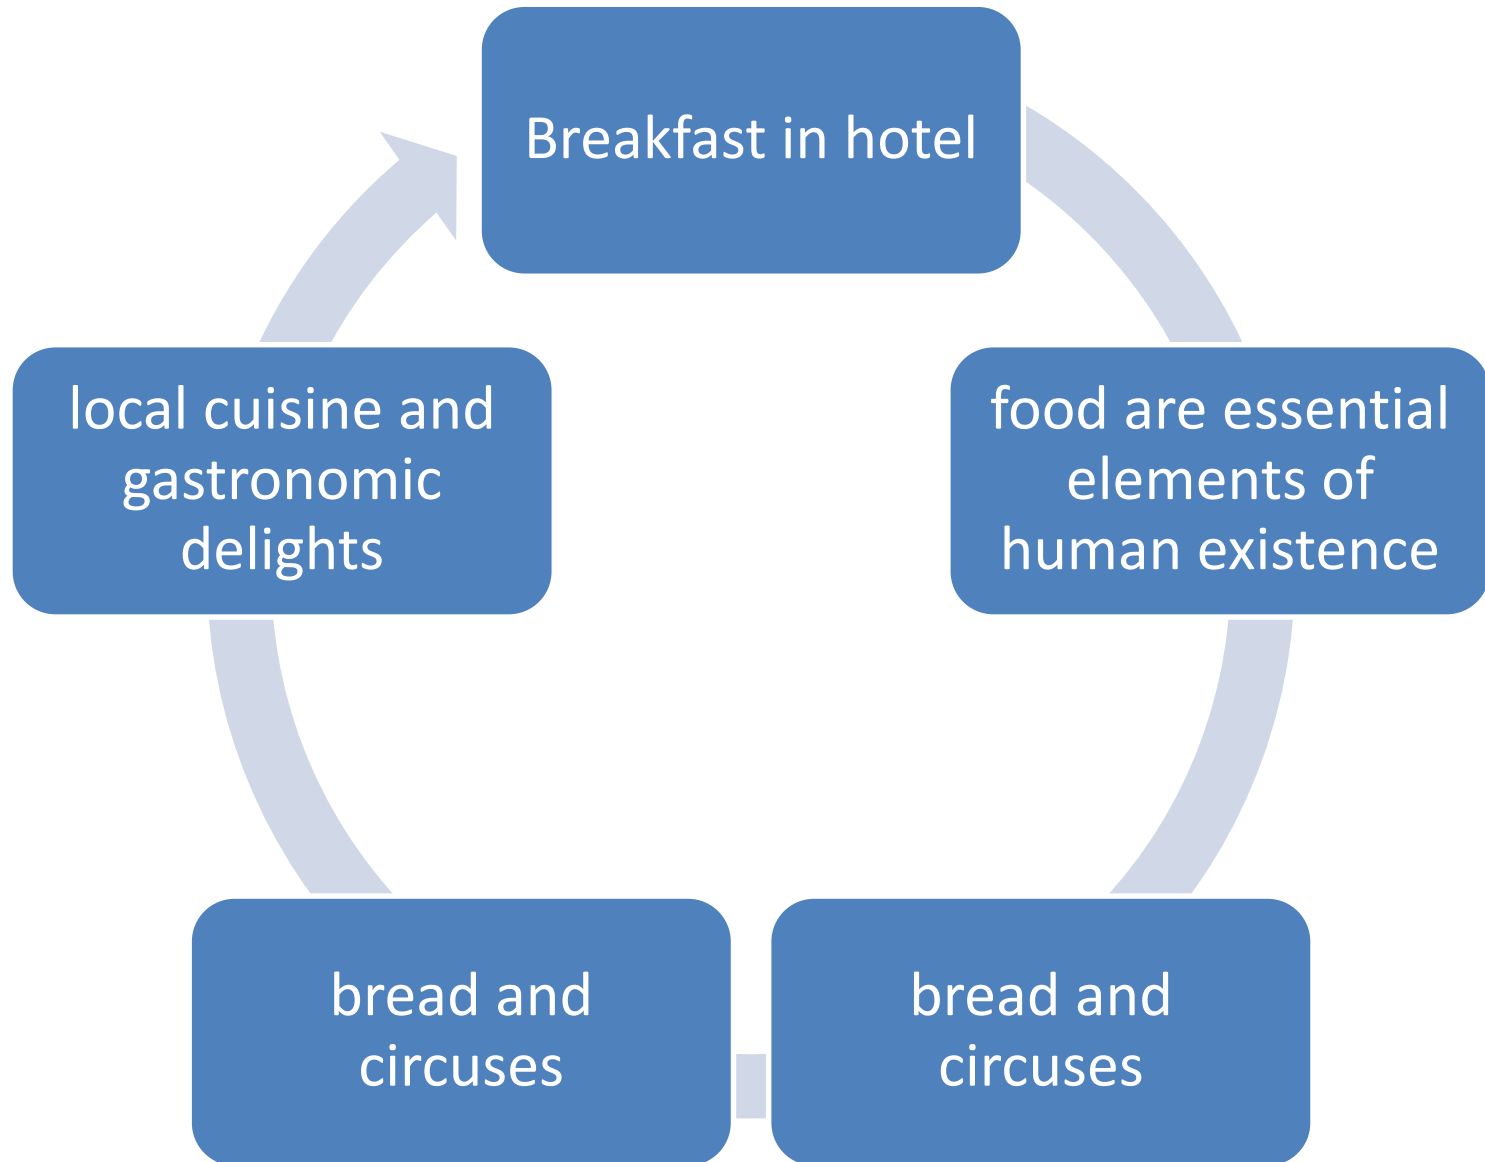 Breakfast in hotel
food are essential
elements of
human existence
bread and
circuses
bread and
circuses
local cuisine and
gastronomic
delights